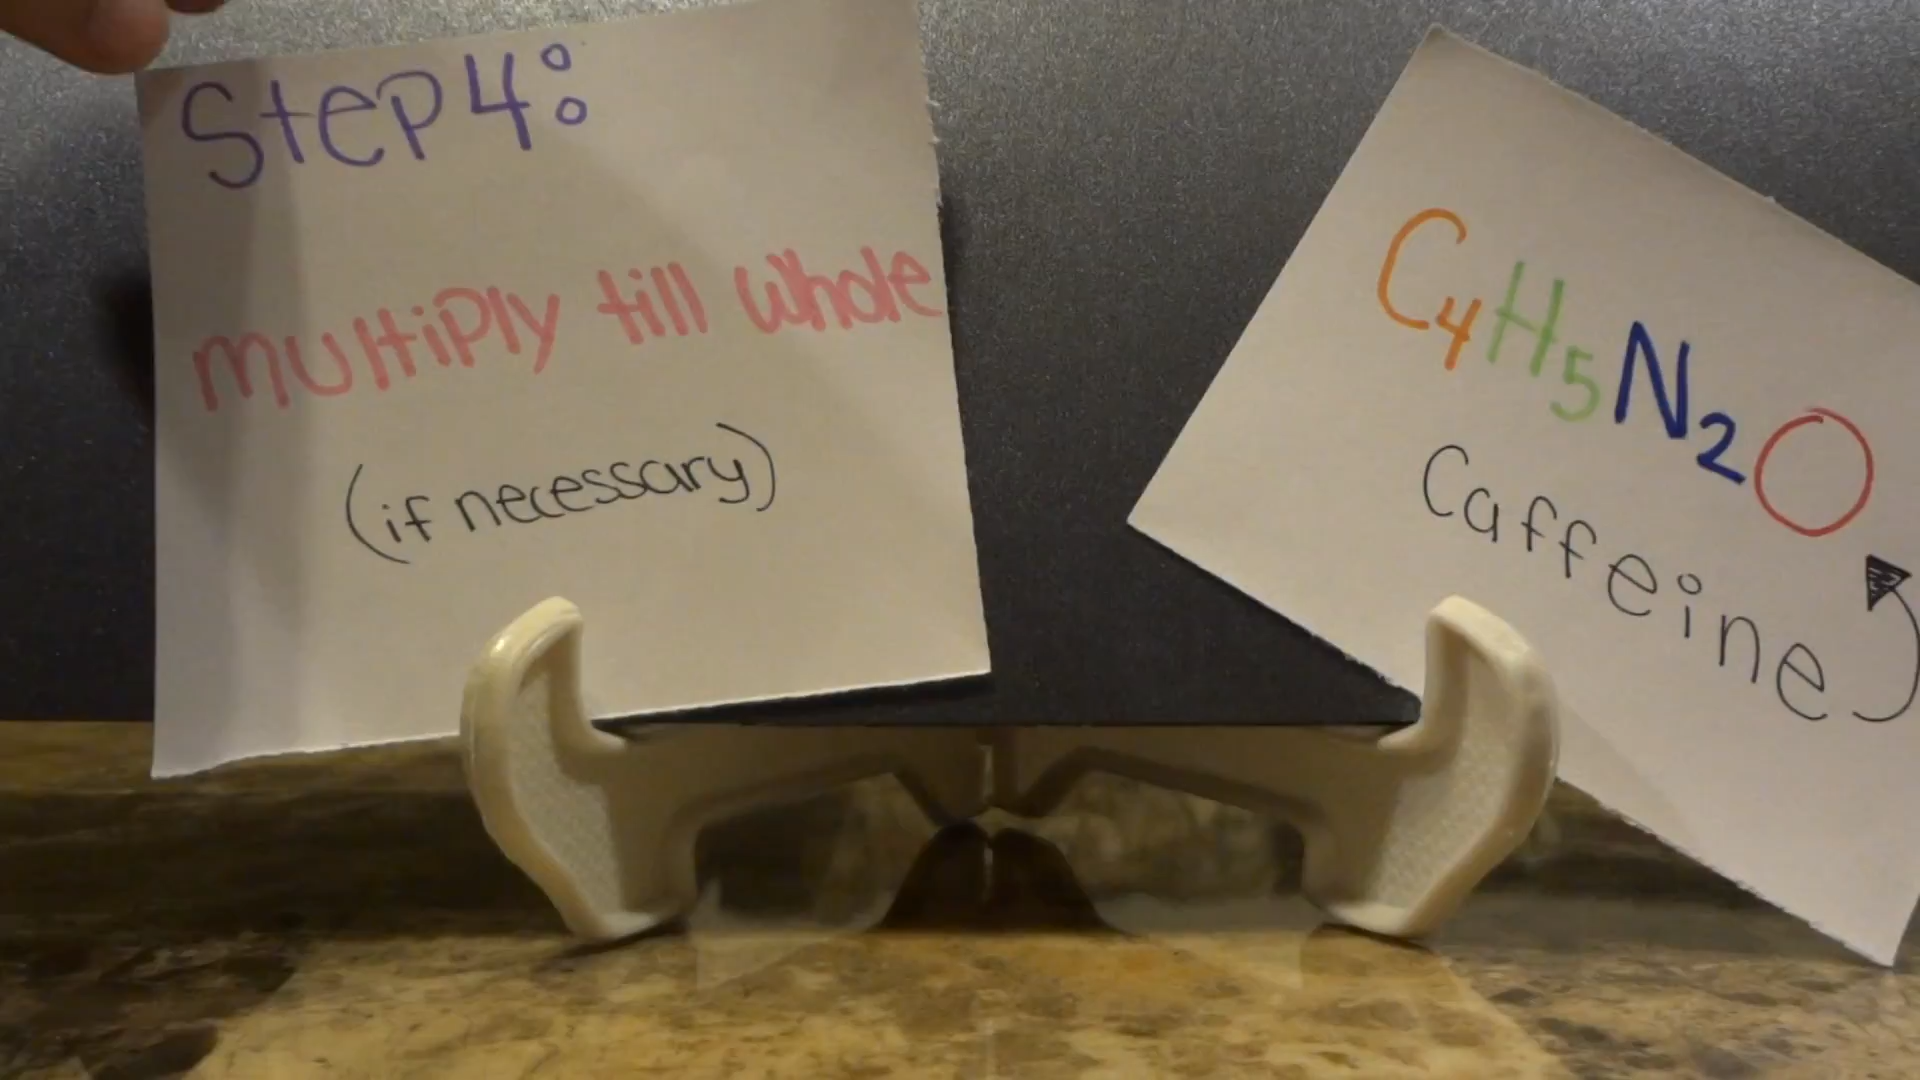 Step 4:
multiply till whole
(if necessary)
C4H5N2O
Caffeine